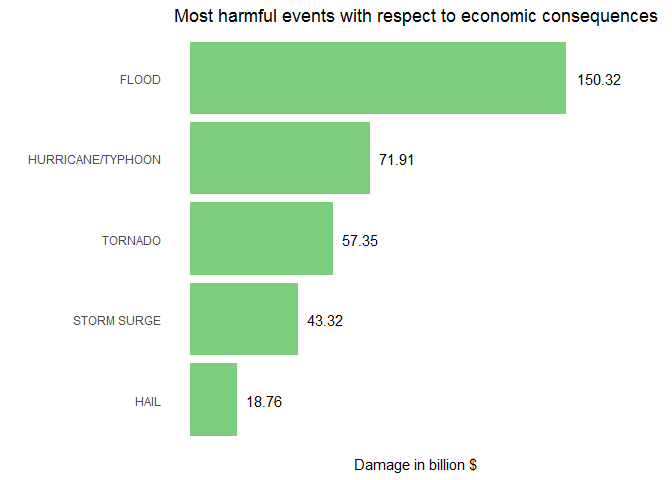 Most harmful events with respect to economic consequences
FLOOD 150.32
HURRICANE/TYPHOON 71.91
TORNADO 57.35
STORM SURGE 43.32
HAIL 18.76
Damage in billion $